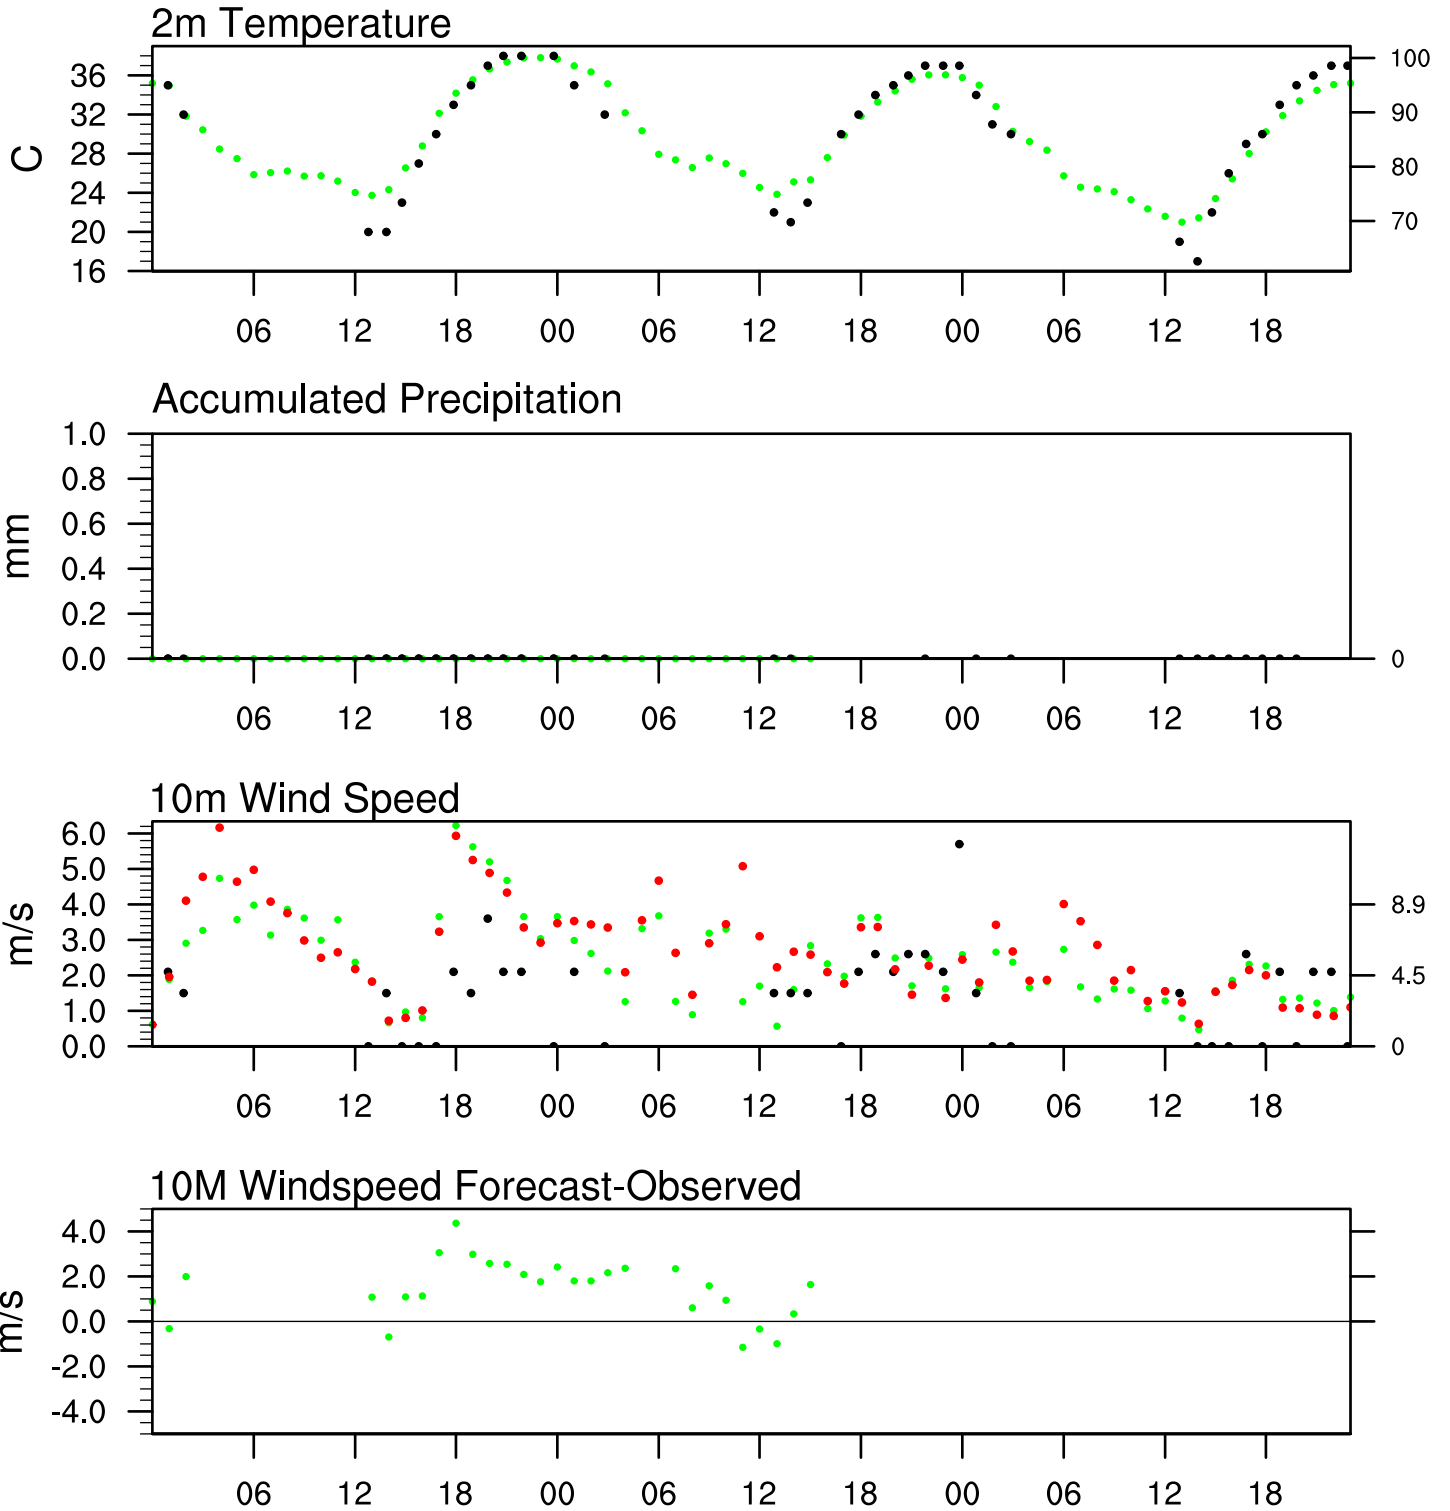 2m Temperature
C
36
32
28
24
20
16
100
90
80
70
06 12 18 00 06 12 18 00 06 12 18
Accumulated Precipitation
mm
1.0
0.8
0.6
0.4
0.2
0.0
0
06 12 18 00 06 12 18 00 06 12 18
10m Wind Speed
m/s
6.0
5.0
4.0
3.0
2.0
1.0
0.0
8.9
4.5
0
06 12 18 00 06 12 18 00 06 12 18
10M Windspeed Forecast-Observed
m/s
4.0
2.0
0.0
-2.0
-4.0
06 12 18 00 06 12 18 00 06 12 18